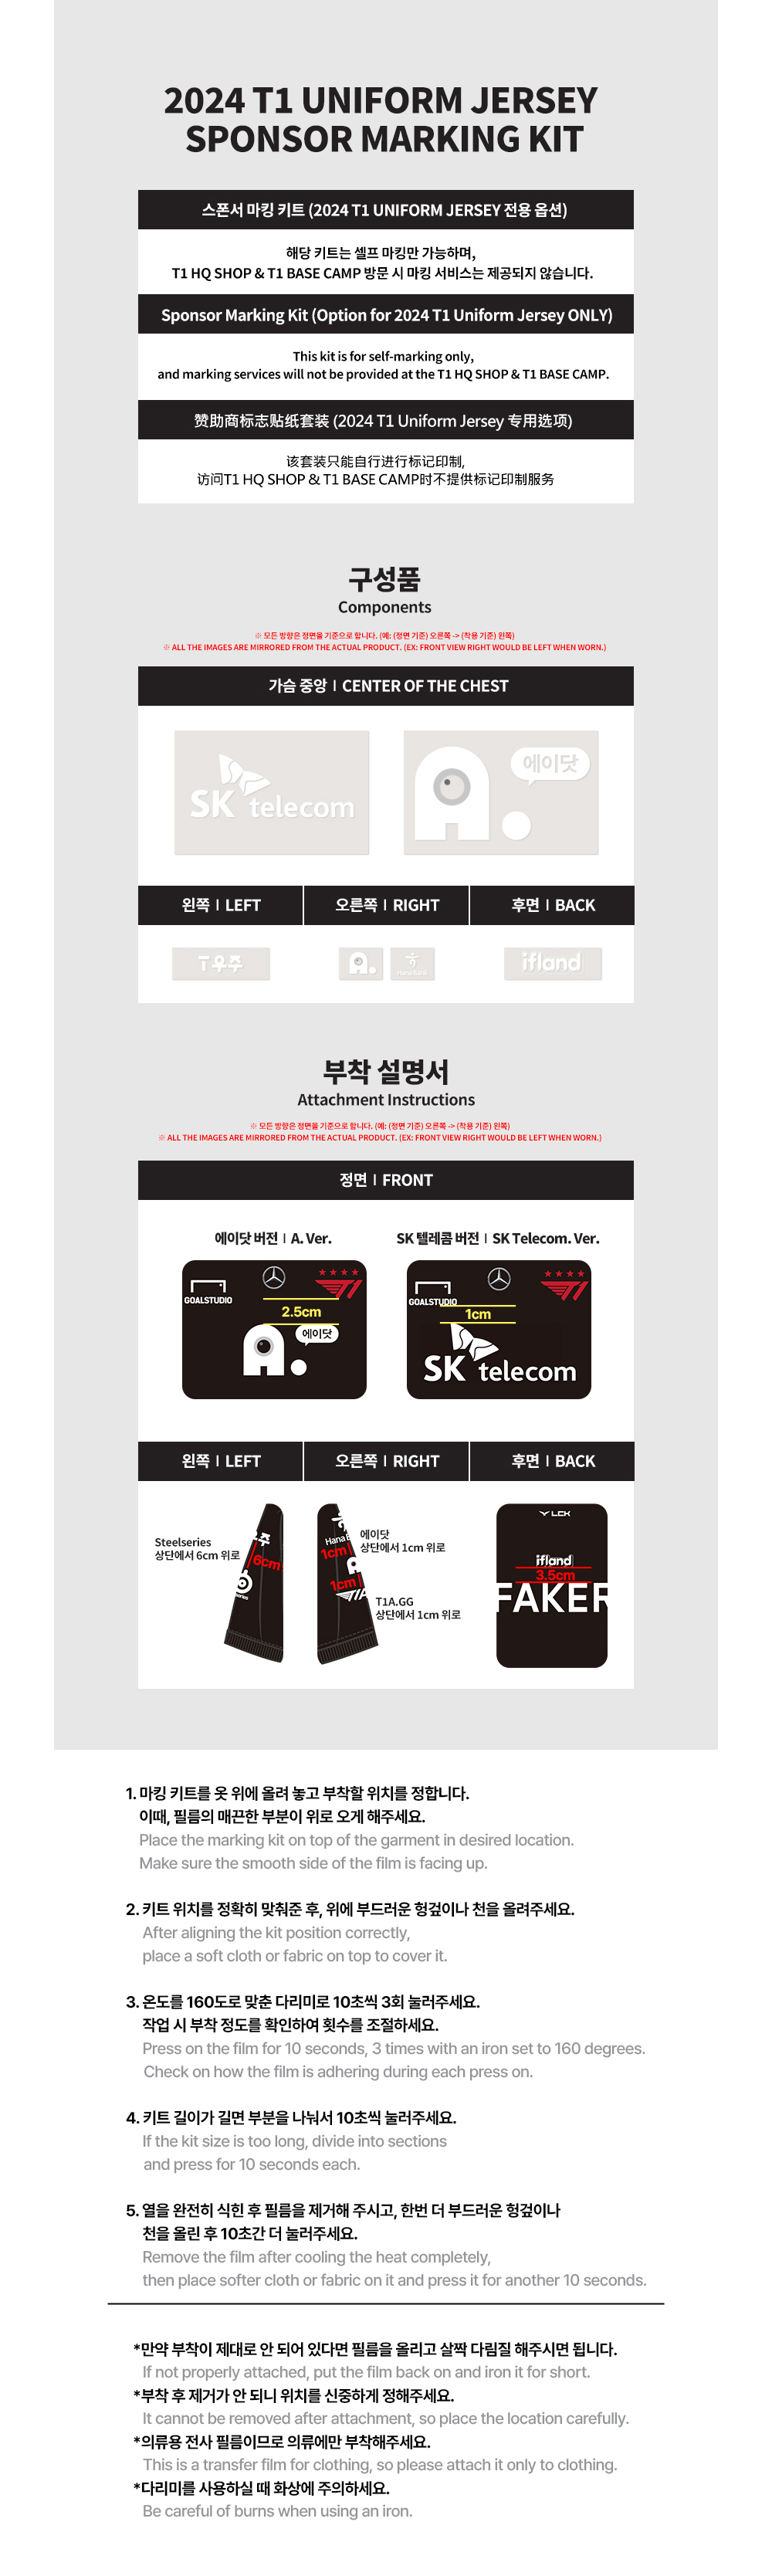 2024 T1 UNIFORM JERSEY
SPONSOR MARKING KIT
스폰서 마킹 키트 (2024 T1 UNIFORM JERSEY 전용 옵션)
해당 키트는 셀프 마킹만 가능하며,
T1 HQ SHOP & T1 BASE CAMP 방문 시 마킹 서비스는 제공되지 않습니다.
Sponsor Marking Kit (Option for 2024 T1 Uniform Jersey ONLY)
This kit is for self-marking only,
and marking services will not be provided at the T1 HQ SHOP & T1 BASE CAMP.
赞助商标志贴纸套装 (2024 T1 Uniform Jersey 专用选项)
该套装只能自行进行标记印制,
访问T1 HQ SHOP & T1 BASE CAMP时不提供标记印制服务
구성품
Components
※ 모든 방향은 정면을 기준으로 합니다. (예: (정면 기준) 오른쪽 -> (착용 기준) 왼쪽)
※ ALL THE IMAGES ARE MIRRORED FROM THE ACTUAL PRODUCT. (EX: FRONT VIEW RIGHT WOULD BE LEFT WHEN WORN.)
가슴 중앙 | CENTER OF THE CHEST
SK telecom
A. 에이닷
왼쪽 | LEFT
오른쪽 | RIGHT
후면 | BACK
T우주
A.
Hana Bank
ifland
부착 설명서
Attachment Instructions
※ 모든 방향은 정면을 기준으로 합니다. (예: (정면 기준) 오른쪽 -> (착용 기준) 왼쪽)
※ ALL THE IMAGES ARE MIRRORED FROM THE ACTUAL PRODUCT. (EX: FRONT VIEW RIGHT WOULD BE LEFT WHEN WORN.)
정면 | FRONT
에이닷 버전 | A. Ver.
SK 텔레콤 버전 | SK Telecom. Ver.
GOALSTUDIO
T1
2.5cm
A. 에이닷
GOALSTUDIO
T1
1cm
SK telecom
왼쪽 | LEFT
오른쪽 | RIGHT
후면 | BACK
Steelseries
상단에서 6cm 위로
주
6cm
series
Hana B
1cm
에이닷
상단에서 1cm 위로
1cm
T1A.GG
상단에서 1cm 위로
LCK
ifland
3.5cm
FAKER
1. 마킹 키트를 옷 위에 올려 놓고 부착할 위치를 정합니다.
이때, 필름의 매끈한 부분이 위로 오게 해주세요.
Place the marking kit on top of the garment in desired location.
Make sure the smooth side of the film is facing up.
2. 키트 위치를 정확히 맞춰준 후, 위에 부드러운 헝겊이나 천을 올려주세요.
After aligning the kit position correctly,
place a soft cloth or fabric on top to cover it.
3. 온도를 160도로 맞춘 다리미로 10초씩 3회 눌러주세요.
작업 시 부착 정도를 확인하여 횟수를 조절하세요.
Press on the film for 10 seconds, 3 times with an iron set to 160 degrees.
Check on how the film is adhering during each press on.
4. 키트 길이가 길면 부분을 나눠서 10초씩 눌러주세요.
If the kit size is too long, divide into sections
and press for 10 seconds each.
5. 열을 완전히 식힌 후 필름을 제거해 주시고, 한번 더 부드러운 헝겊이나
천을 올린 후 10초간 더 눌러주세요.
Remove the film after cooling the heat completely,
then place softer cloth or fabric on it and press it for another 10 seconds.
*만약 부착이 제대로 안 되어 있다면 필름을 올리고 살짝 다림질 해주시면 됩니다.
If not properly attached, put the film back on and iron it for short.
*부착 후 제거가 안 되니 위치를 신중하게 정해주세요.
It cannot be removed after attachment, so place the location carefully.
*의류용 전사 필름이므로 의류에만 부착해주세요.
This is a transfer film for clothing, so please attach it only to clothing.
*다리미를 사용하실 때 화상에 주의하세요.
Be careful of burns when using an iron.